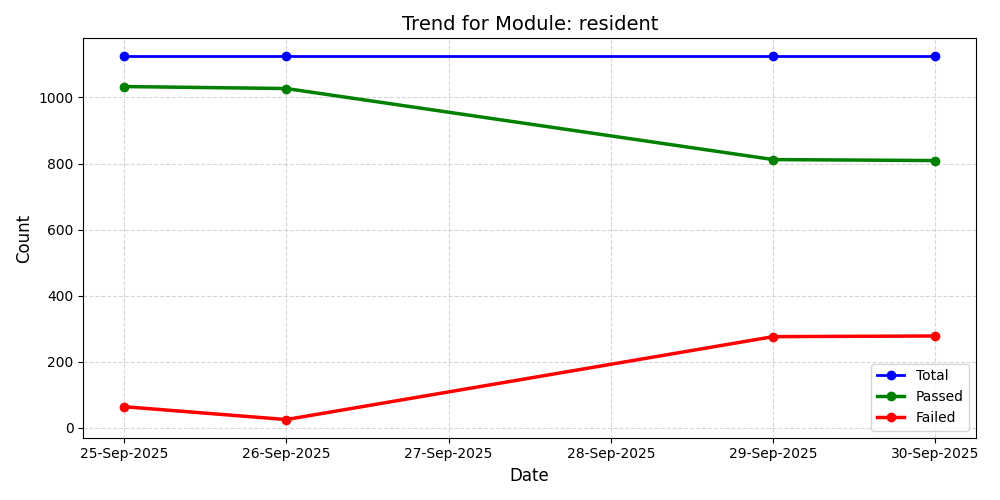 Trend for Module: resident
Count
1000
800
600
400
200
0
Total
Passed
Failed
25-Sep-2025
26-Sep-2025
27-Sep-2025
28-Sep-2025
29-Sep-2025
30-Sep-2025
Date